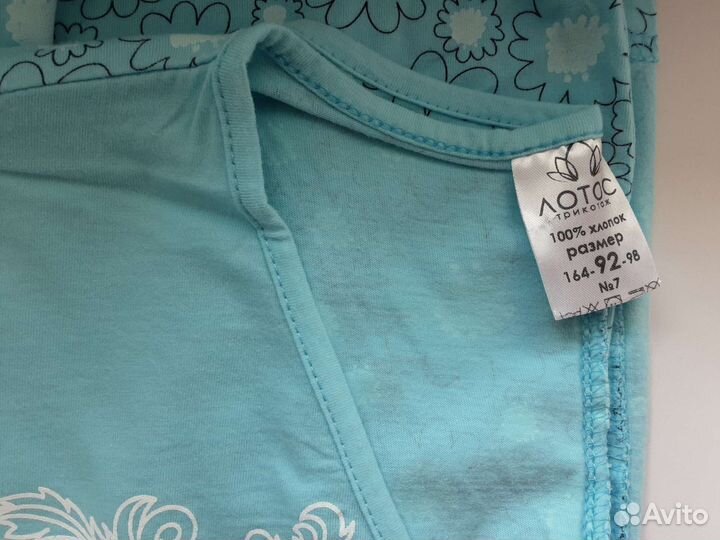 ЛОТОС
ТРИКОТАЖ
100% ХЛОПОК
размер
164-92-98
№7
Avito